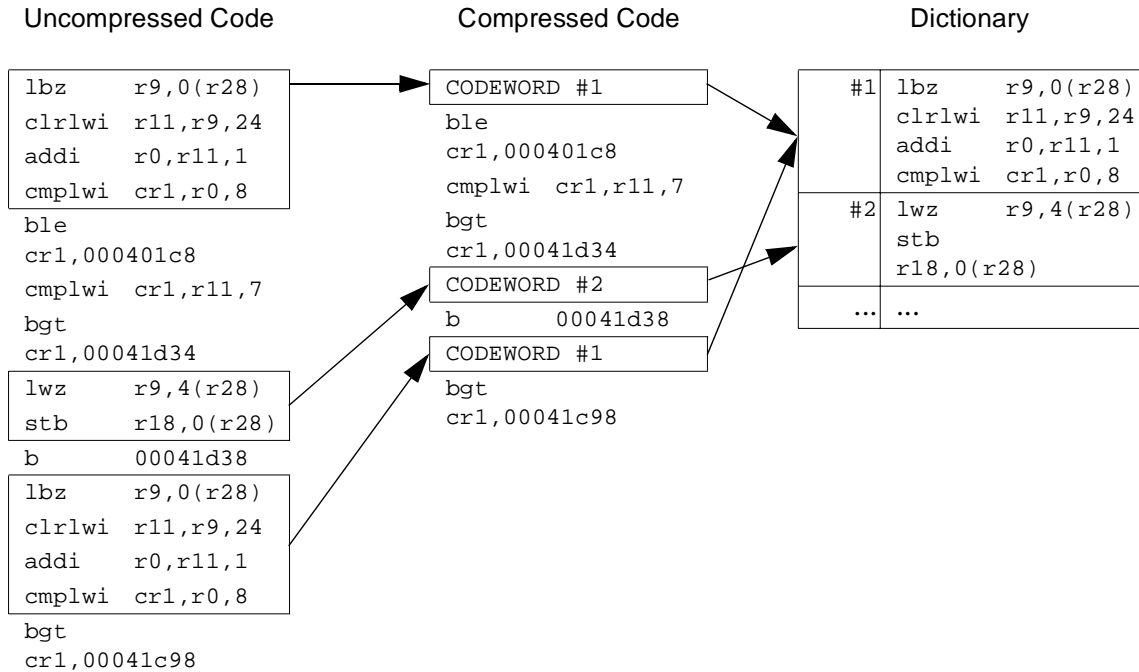 Uncompressed Code
lbz r9,0(r28)
clrlwi r11,r9,24
addi r0,r11,1
cmplwi cr1,r0,8
ble
cr1,000401c8
cmplwi cr1,r11,7
bgt
cr1,00041d34
lwz r9,4(r28)
stb r18,0(r28)
b 00041d38
lbz r9,0(r28)
clrlwi r11,r9,24
addi r0,r11,1
cmplwi cr1,r0,8
bgt
cr1,00041c98
Compressed Code
CODEWORD #1
ble
cr1,000401c8
cmplwi cr1,r11,7
bgt
cr1,00041d34
CODEWORD #2
b 00041d38
CODEWORD #1
bgt
cr1,00041c98
Dictionary
#1 lbz r9,0(r28)
clrlwi r11,r9,24
addi r0,r11,1
cmplwi cr1,r0,8
#2 lwz r9,4(r28)
stb
r18,0(r28)
... ...